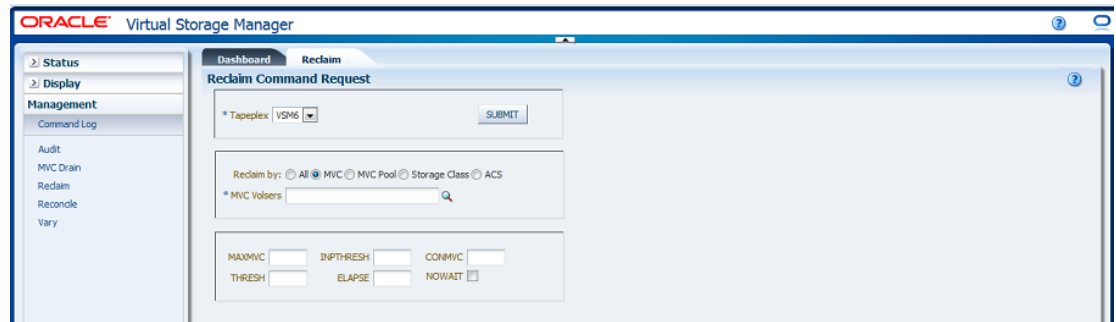 ORACLE Virtual Storage Manager
Status
Display
Management
Command Log
Audit
MVC Drain
Reclaim
Reconcile
Vary
Dashboard Reclaim
Reclaim Command Request
* Tapeplex VSM6 SUBMIT
Reclaim by: All MVC MVC Pool Storage Class ACS
* MVC Volsers
MAXMVC INPTHRESH CONMVC
THRESH ELAPSE NOWAIT